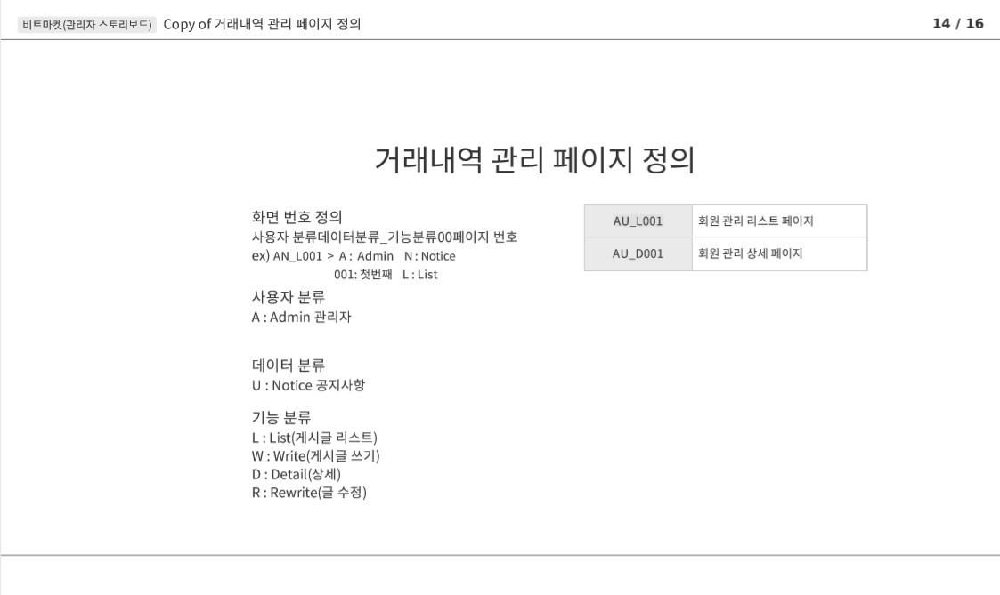 비트마켓(관리자 스토리보드) Copy of 거래내역 관리 페이지 정의 14 / 16
거래내역 관리 페이지 정의
화면 번호 정의
사용자 분류데이터분류_기능분류00페이지 번호
ex) AN_L001 > A : Admin N : Notice
001: 첫번째 L : List
사용자 분류
A : Admin 관리자
데이터 분류
U : Notice 공지사항
기능 분류
L : List(게시글 리스트)
W : Write(게시글 쓰기)
D : Detail(상세)
R : Rewrite(글 수정)
AU_L001 회원 관리 리스트 페이지
AU_D001 회원 관리 상세 페이지